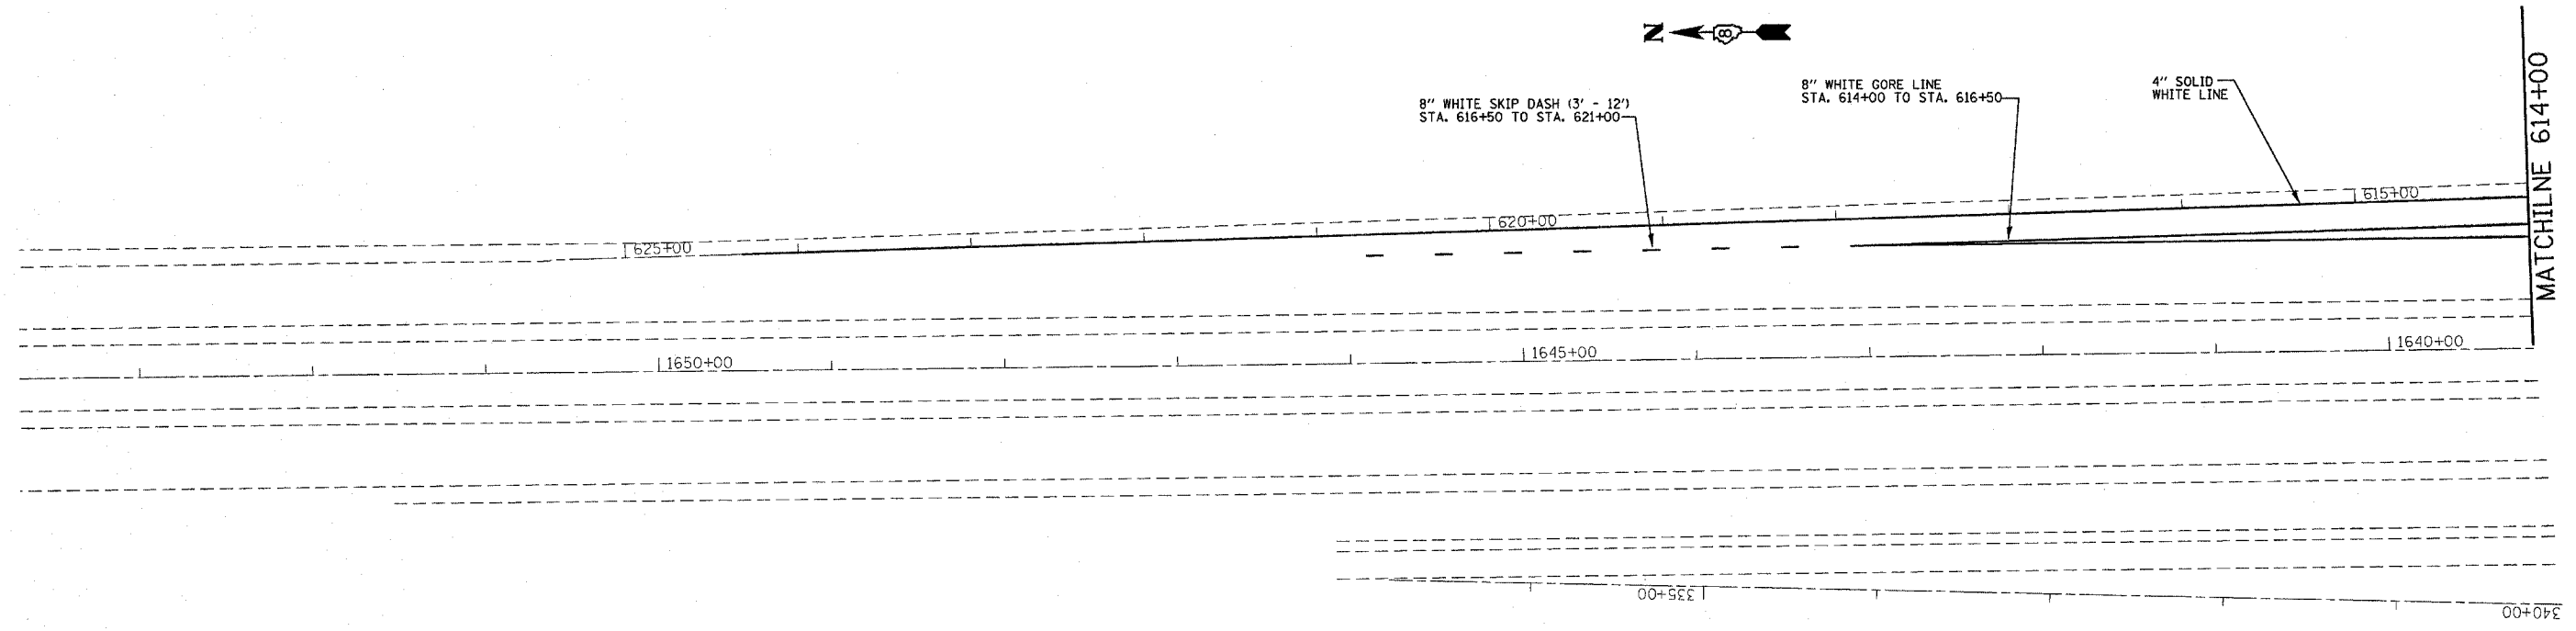 N
8
8" WHITE SKIP DASH (3' - 12')
STA. 616+50 TO STA. 621+00
8" WHITE GORE LINE
STA. 614+00 TO STA. 616+50
4" SOLID
WHITE LINE
MATCHILNE 614+00
615+00
620+00
625+00
1650+00
1645+00
1640+00
335+00
340+00